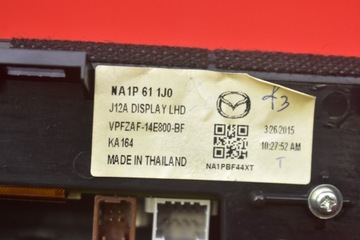 NA1P 61 1J0
J12A DISPLAY LHD
VPFZAF-14E800-BF
KA164
MADE IN THAILAND
3.26.2015
10:27:52 AM
NA1PBF44XT
T